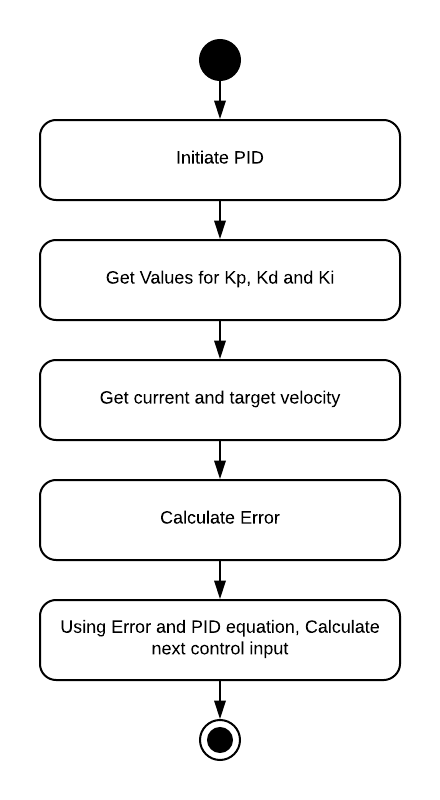 Initiate PID
Get Values for Kp, Kd and Ki
Get current and target velocity
Calculate Error
Using Error and PID equation, Calculate
next control input